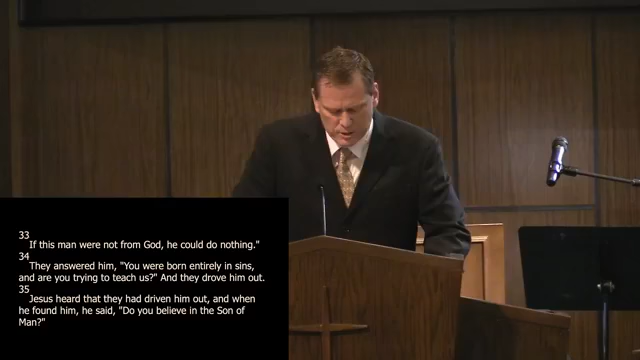 33
If this man were not from God, he could do nothing."
34
They answered him, "You were born entirely in sins,
and are you trying to teach us?" And they drove him out.
35
Jesus heard that they had driven him out, and when
he found him, he said, "Do you believe in the Son of
Man?"